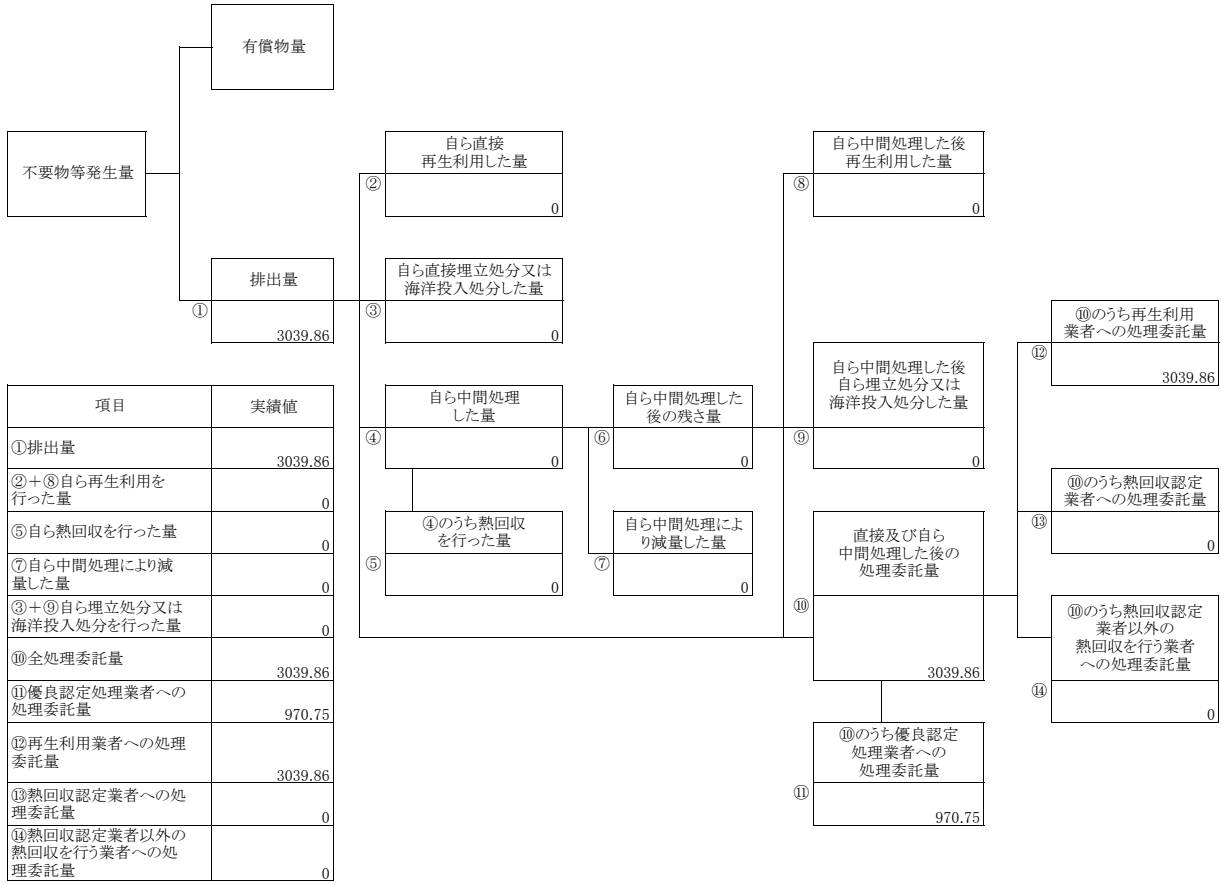 有償物量
不要物等発生量
自ら直接
再生利用した量
②
0
自ら中間処理した後
再生利用した量
⑧
0
排出量
①
3039.86
自ら直接埋立処分又は
海洋投入処分した量
③
0
⑩のうち再生利用
業者への処理委託量
⑫
3039.86
自ら中間処理
した量
④
0
自ら中間処理した
後の残さ量
⑥
0
自ら中間処理した後
自ら埋立処分又は
海洋投入処分した量
⑨
0
⑩のうち熱回収認定
業者への処理委託量
⑬
0
④のうち熱回収
を行った量
⑤
0
自ら中間処理によ
り減量した量
⑦
0
直接及び自ら
中間処理した後の
処理委託量
⑩
3039.86
⑩のうち熱回収認定
業者以外の
熱回収を行う業者
への処理委託量
⑭
0
⑩のうち優良認定
処理業者への
処理委託量
⑪
970.75
項目
実績値
①排出量
3039.86
②＋⑧自ら再生利用を
行った量
0
⑤自ら熱回収を行った量
0
⑦自ら中間処理により減
量した量
0
③＋⑨自ら埋立処分又は
海洋投入処分を行った量
0
⑩全処理委託量
3039.86
⑪優良認定処理業者への
処理委託量
970.75
⑫再生利用業者への処理
委託量
3039.86
⑬熱回収認定業者への処
理委託量
0
⑭熱回収認定業者以外の
熱回収を行う業者への処
理委託量
0